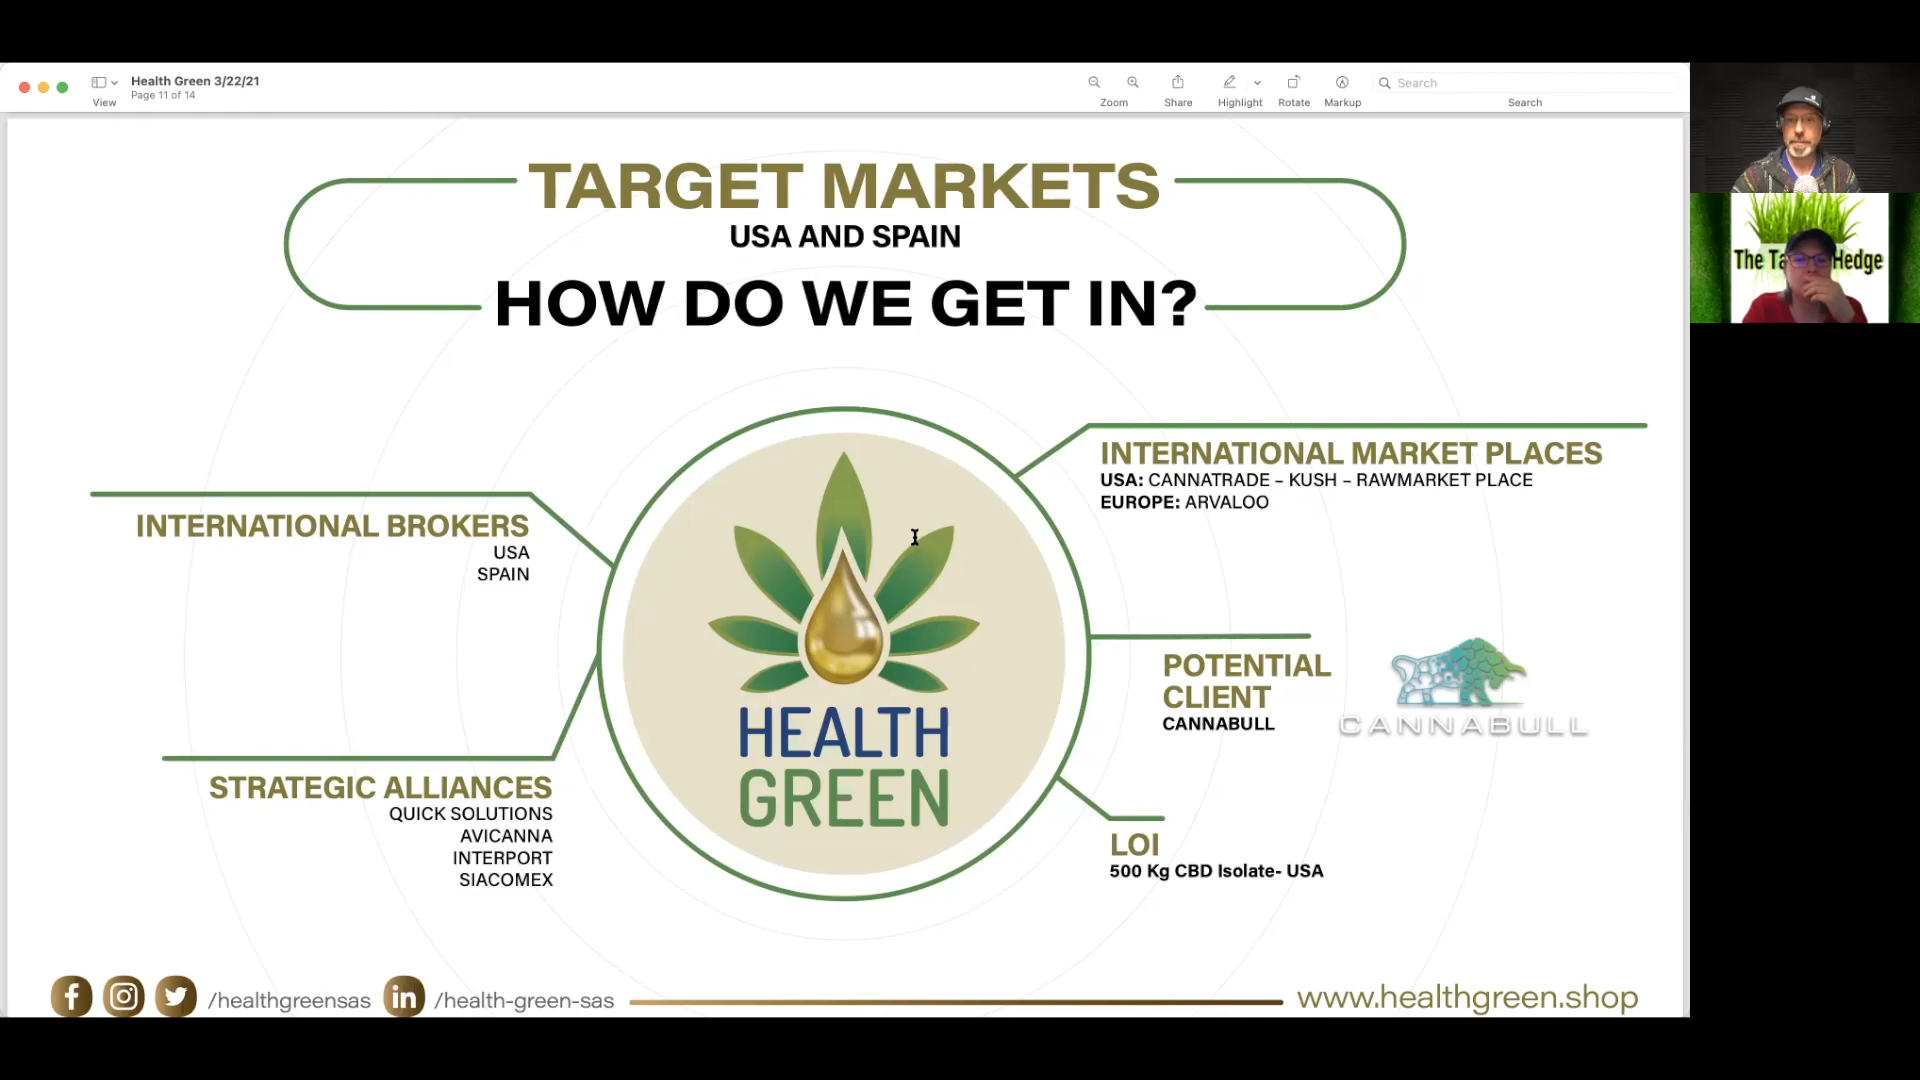 Health Green 3/22/21
Page 11 of 14
View
Zoom
Share
Highlight
Rotate
Markup
Search
Search
TARGET MARKETS
USA AND SPAIN
HOW DO WE GET IN?
INTERNATIONAL BROKERS
USA
SPAIN
STRATEGIC ALLIANCES
QUICK SOLUTIONS
AVICANNA
INTERPORT
SIACOMEX
HEALTH
GREEN
INTERNATIONAL MARKET PLACES
USA: CANNATRADE – KUSH – RAWMARKET PLACE
EUROPE: ARVALOO
POTENTIAL
CLIENT
CANNABULL
CANNABULL
LOI
500 Kg CBD Isolate- USA
/healthgreensas
/health-green-sas
www.healthgreen.shop
The Hedge